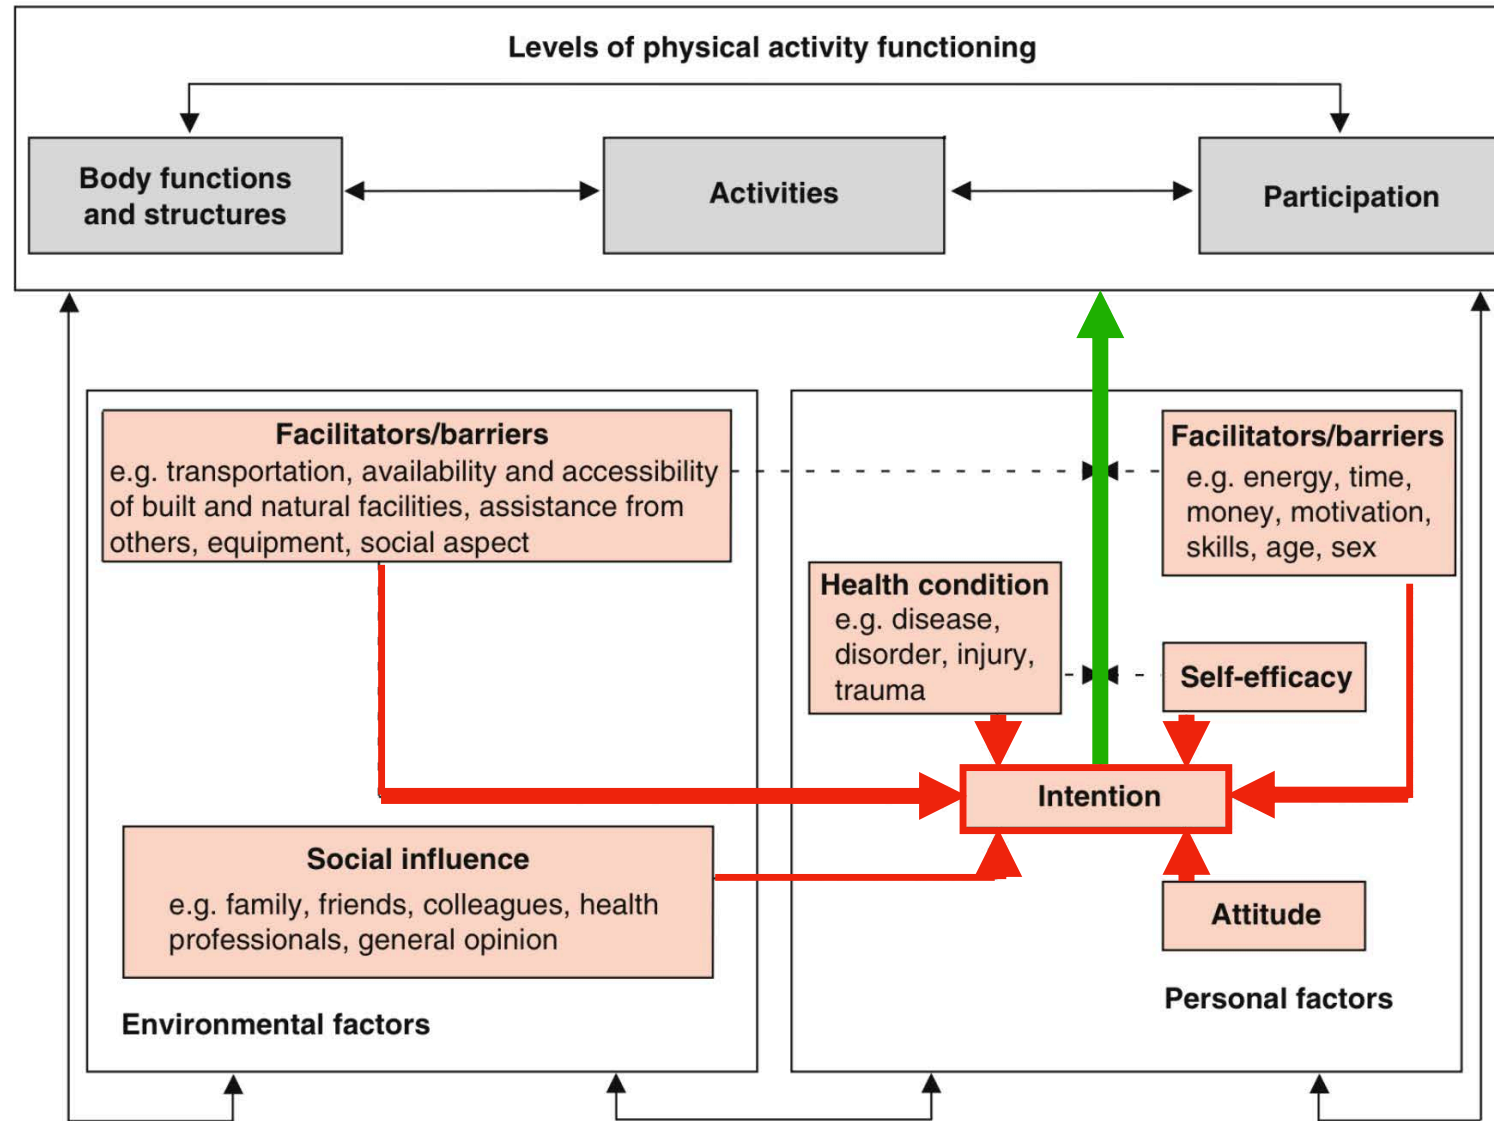 Levels of physical activity functioning
Body functions
and structures
Activities
Participation
Facilitators/barriers
e.g. transportation, availability and accessibility
of built and natural facilities, assistance from
others, equipment, social aspect
Facilitators/barriers
e.g. energy, time,
money, motivation,
skills, age, sex
Health condition
e.g. disease,
disorder, injury,
trauma
Self-efficacy
Intention
Social influence
e.g. family, friends, colleagues, health
professionals, general opinion
Attitude
Environmental factors
Personal factors